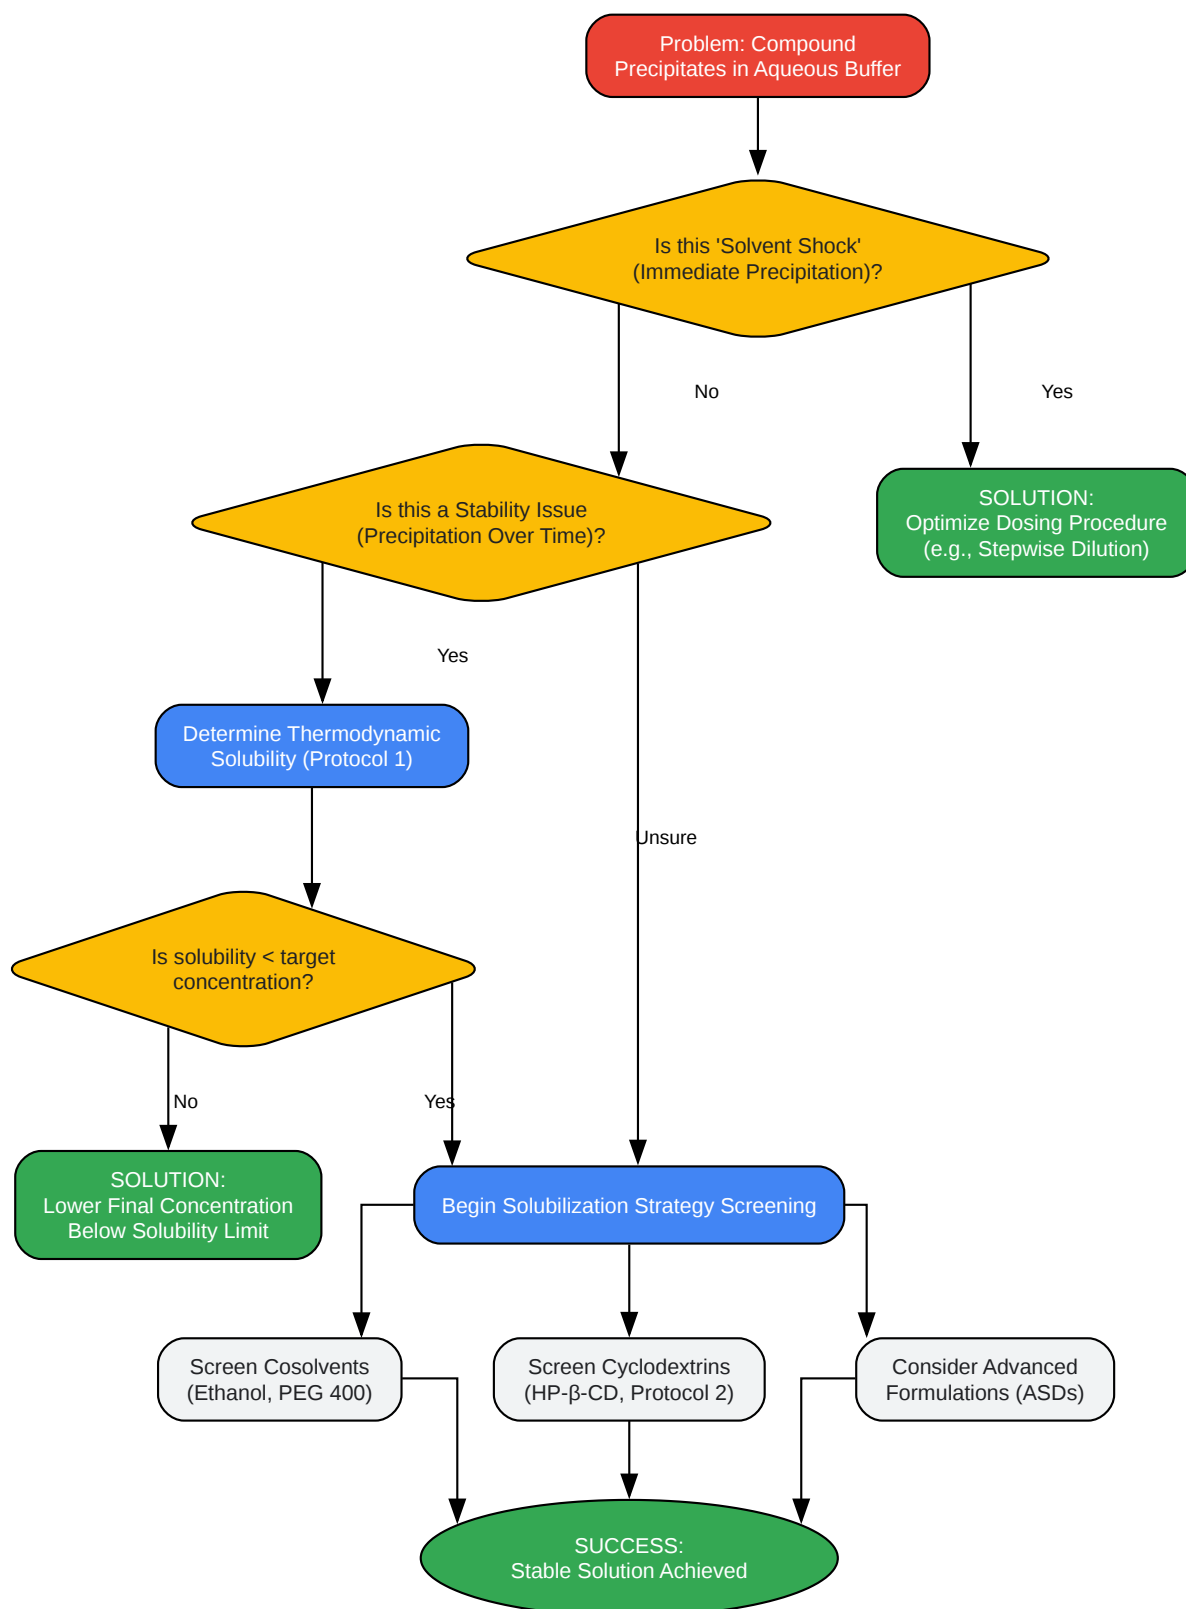 Problem: Compound
Precipitates in Aqueous Buffer
Is this 'Solvent Shock'
(Immediate Precipitation)?
No
Yes
SOLUTION:
Optimize Dosing Procedure
(e.g., Stepwise Dilution)
Is this a Stability Issue
(Precipitation Over Time)?
Yes
Determine Thermodynamic
Solubility (Protocol 1)
Unsure
Is solubility < target
concentration?
No
Yes
SOLUTION:
Lower Final Concentration
Below Solubility Limit
Begin Solubilization Strategy Screening
Screen Cosolvents
(Ethanol, PEG 400)
Screen Cyclodextrins
(HP-β-CD, Protocol 2)
Consider Advanced
Formulations (ASDs)
SUCCESS:
Stable Solution Achieved